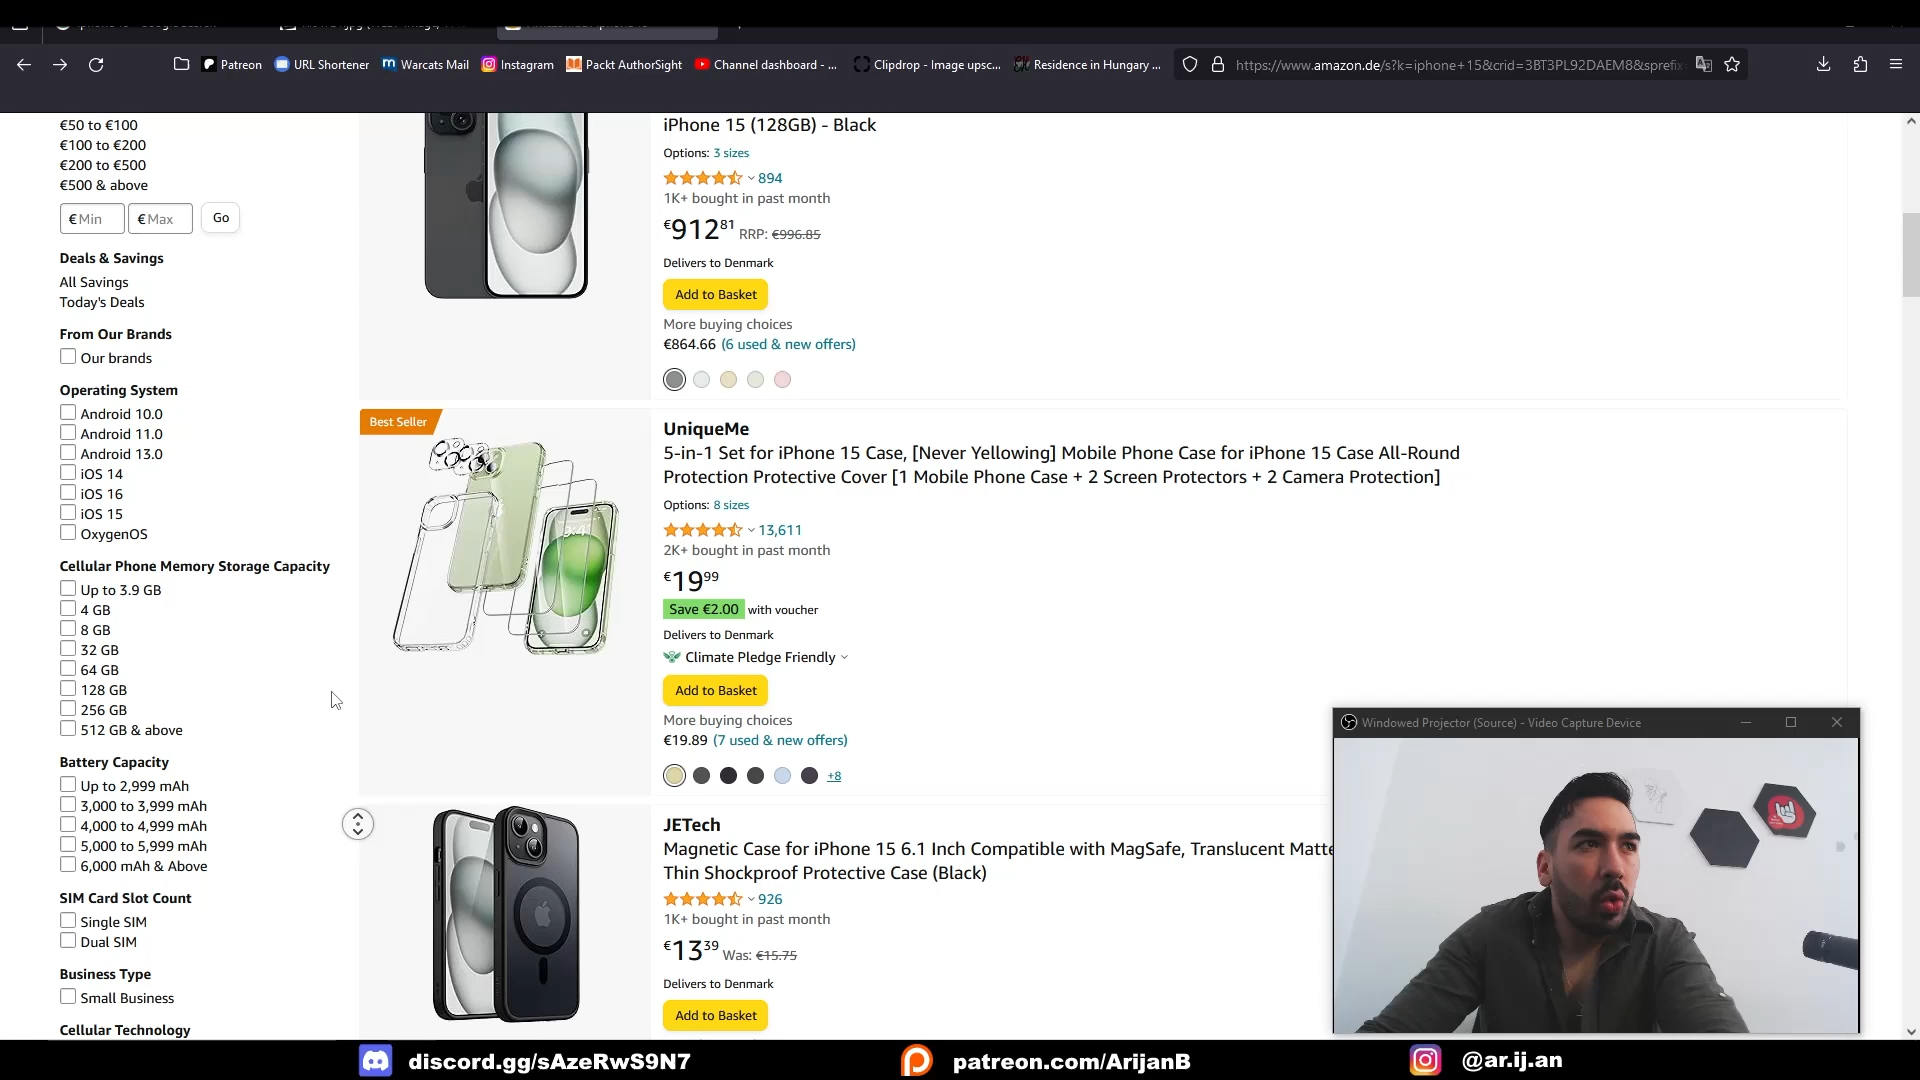 Patreon
URL Shortener
Warcats Mail
Instagram
Packt AuthorSight
Channel dashboard - ...
Clipdrop - Image upsc...
Residence in Hungary ...
https://www.amazon.de/s?k=iphone+15&crid=3BT3PL92DAEM8&sprefix
€50 to €100
€100 to €200
€200 to €500
€500 & above
€ Min
€ Max
Go
Deals & Savings
All Savings
Today's Deals
From Our Brands
Our brands
Operating System
Android 10.0
Android 11.0
Android 13.0
iOS 14
iOS 16
iOS 15
OxygenOS
Cellular Phone Memory Storage Capacity
Up to 3.9 GB
4 GB
8 GB
32 GB
64 GB
128 GB
256 GB
512 GB & above
Battery Capacity
Up to 2,999 mAh
3,000 to 3,999 mAh
4,000 to 4,999 mAh
5,000 to 5,999 mAh
6,000 mAh & Above
SIM Card Slot Count
Single SIM
Dual SIM
Business Type
Small Business
Cellular Technology
iPhone 15 (128GB) - Black
Options: 3 sizes
894
1K+ bought in past month
€912 81 RRP: €996.85
Delivers to Denmark
Add to Basket
More buying choices
€864.66 (6 used & new offers)
Best Seller
UniqueMe
5-in-1 Set for iPhone 15 Case, [Never Yellowing] Mobile Phone Case for iPhone 15 Case All-Round
Protection Protective Cover [1 Mobile Phone Case + 2 Screen Protectors + 2 Camera Protection]
Options: 8 sizes
13,611
2K+ bought in past month
€19 99
Save €2.00 with voucher
Delivers to Denmark
Climate Pledge Friendly
Add to Basket
More buying choices
€19.89 (7 used & new offers)
+8
JETech
Magnetic Case for iPhone 15 6.1 Inch Compatible with MagSafe, Translucent Matte
Thin Shockproof Protective Case (Black)
926
1K+ bought in past month
€13 39 Was: €15.75
Delivers to Denmark
Add to Basket
Windowed Projector (Source) - Video Capture Device
discord.gg/sAzeRwS9N7
patreon.com/ArijanB
@ar.ij.an